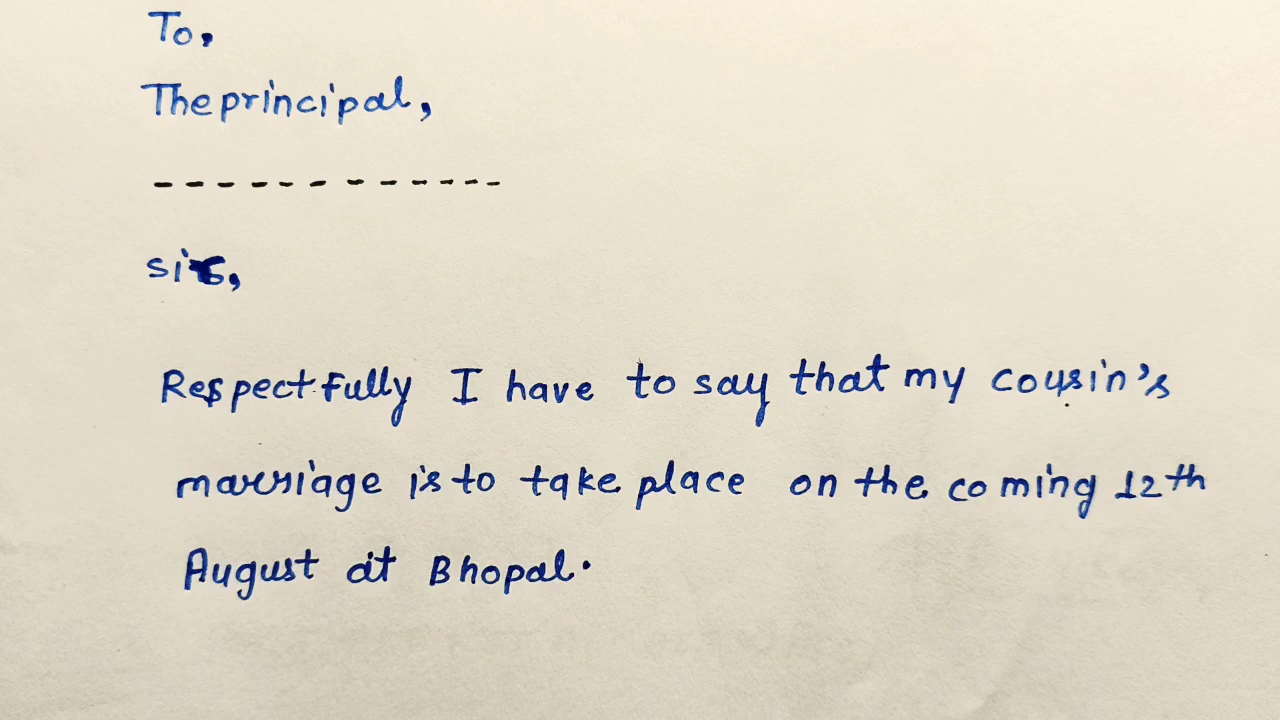 To,
The principal,
------------
sir,
Respectfully I have to say that my cousin's
marriage is to take place on the coming 12th
August at Bhopal.